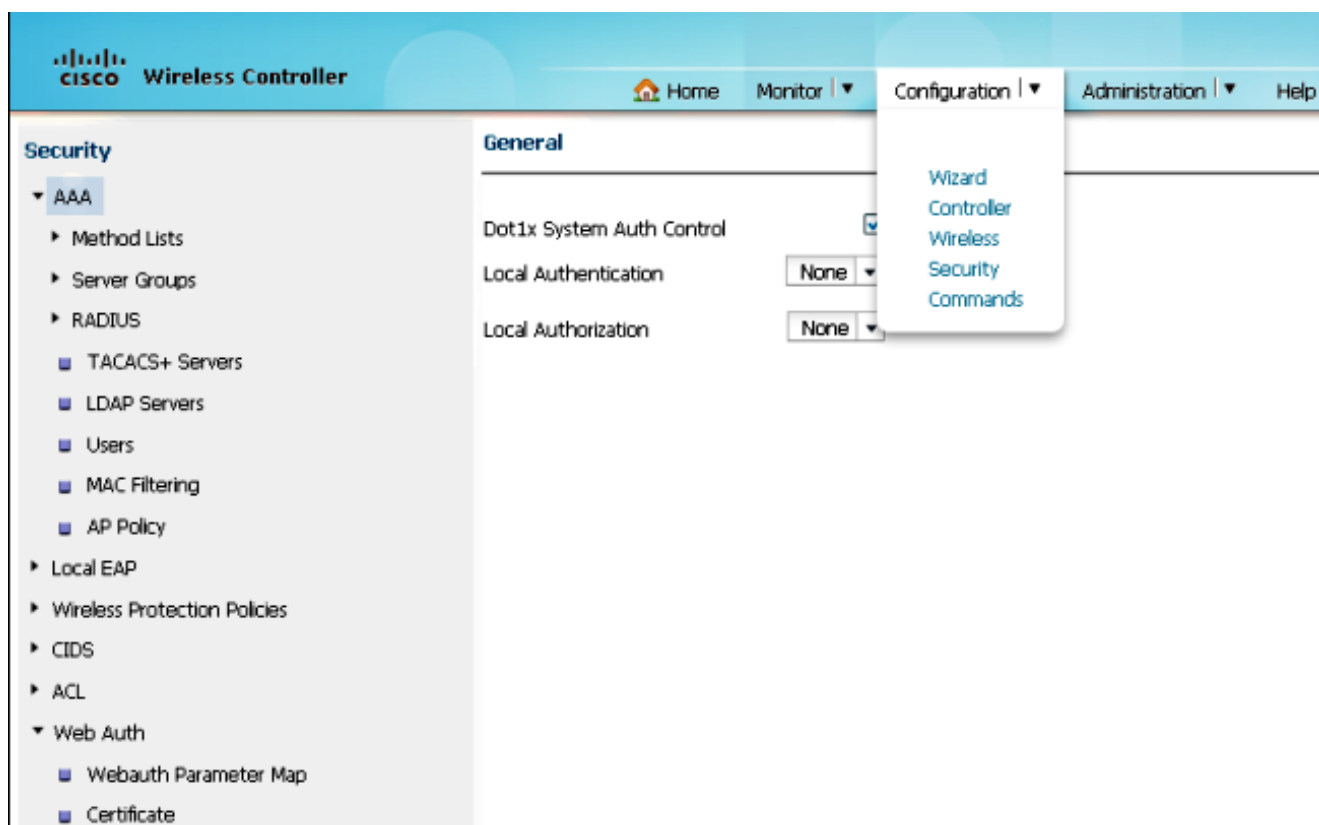 CISCO Wireless Controller
Home Monitor Configuration Administration Help
Security
AAA
Method Lists
Server Groups
RADIUS
TACACS+ Servers
LDAP Servers
Users
MAC Filtering
AP Policy
Local EAP
Wireless Protection Policies
CIDS
ACL
Web Auth
Webauth Parameter Map
Certificate
General
Dot1x System Auth Control
Local Authentication None
Local Authorization None
Wizard
Controller
Wireless
Security
Commands